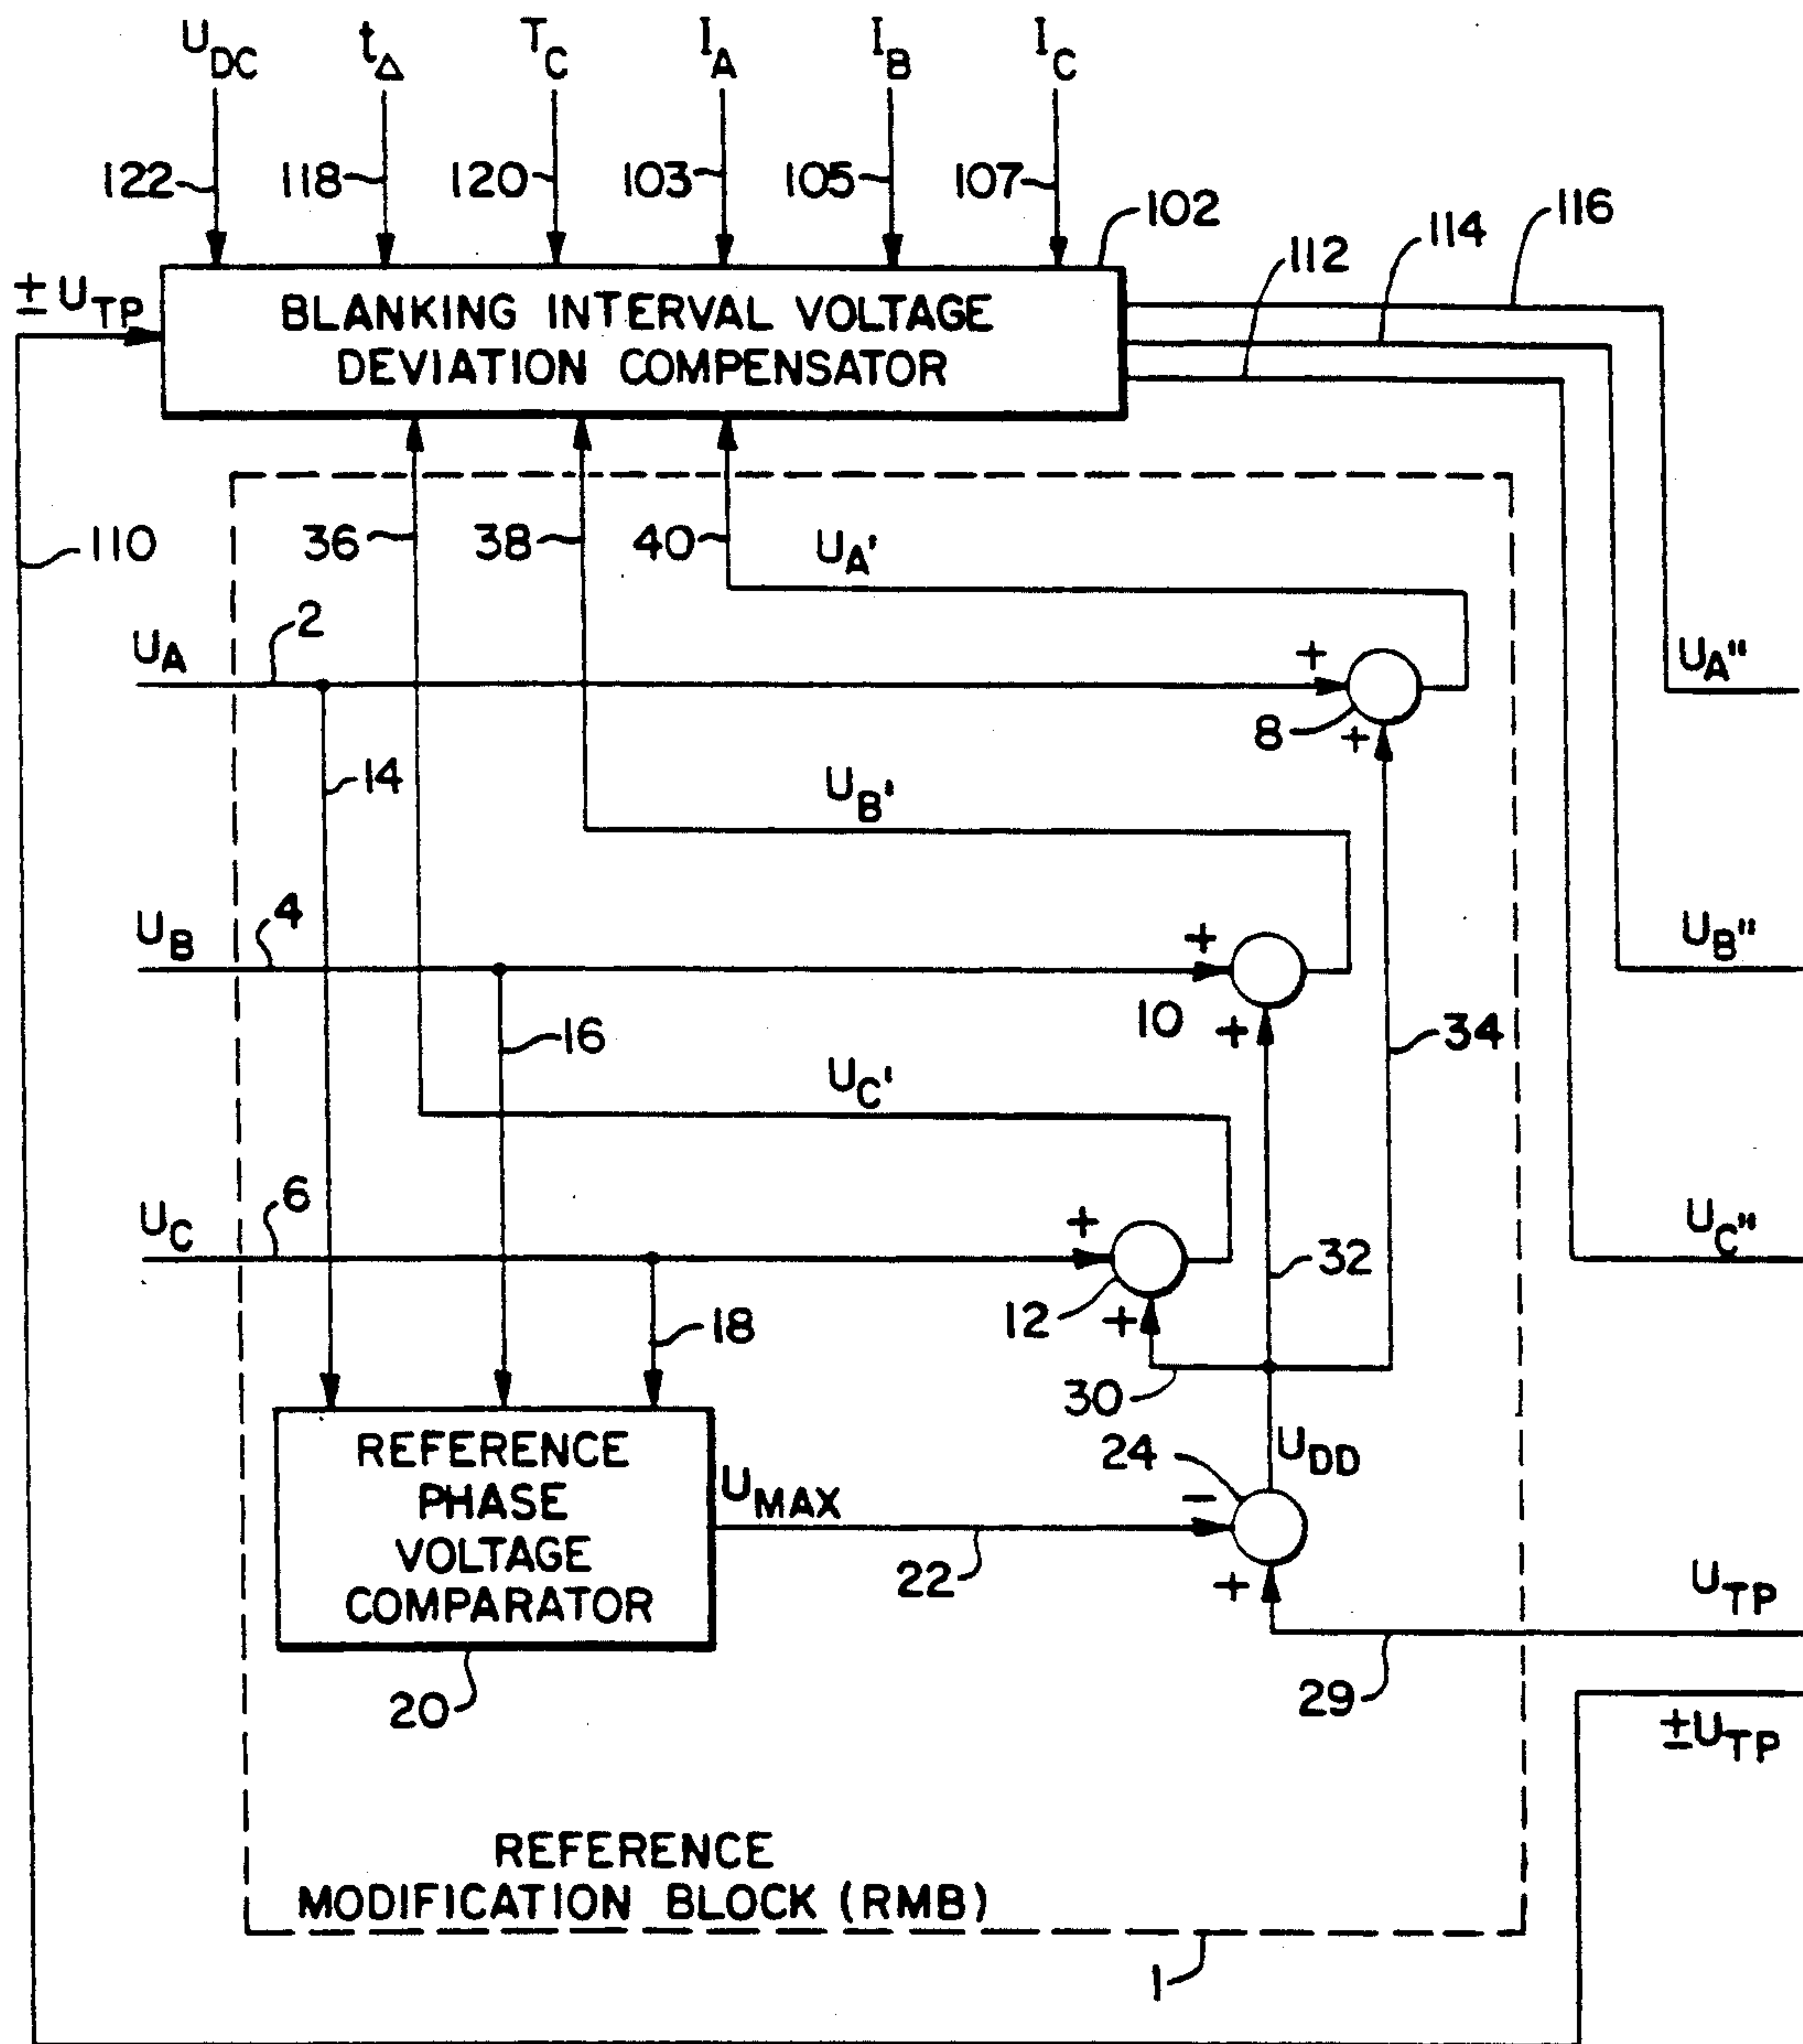 U_DC t_Δ T_C I_A I_B I_C
122 118 120 103 105 107 102 116
114
112
± U_TP
BLANKING INTERVAL VOLTAGE
DEVIATION COMPENSATOR
110 36 38 40 U_A'
U_A 2
U_A"
8 + +
14
U_B'
U_B 4
+ U_B"
10 +
16 34
U_C'
U_C 6
+ U_C"
32
12 + 18
30
REFERENCE
PHASE
VOLTAGE
COMPARATOR
24 U_DD
U_MAX −
22 + U_TP
20 29
±U_TP
REFERENCE
MODIFICATION BLOCK (RMB)
1